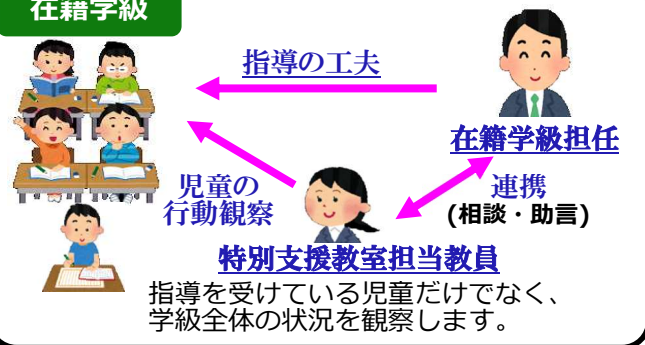 在籍学級
指導の工夫
在籍学級担任
児童の
行動観察
連携
(相談・助言)
特別支援教室担当教員
指導を受けている児童だけでなく、
学級全体の状況を観察します。